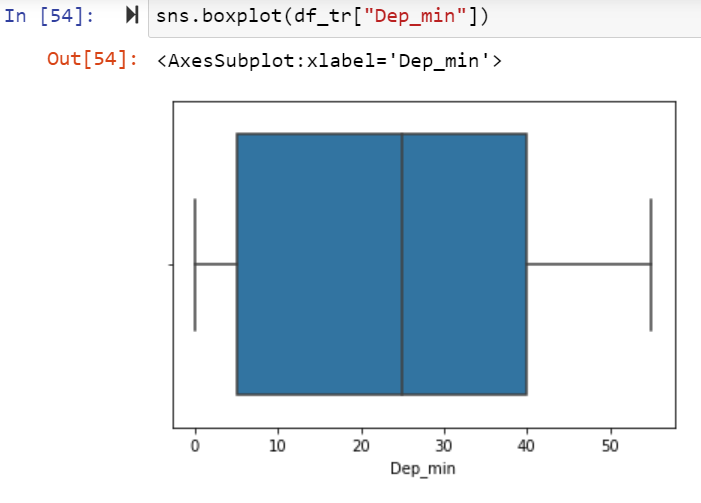 In [54]: sns.boxplot(df_tr["Dep_min"])
Out[54]: <AxesSubplot:xlabel='Dep_min'>
0 10 20 30 40 50
Dep_min